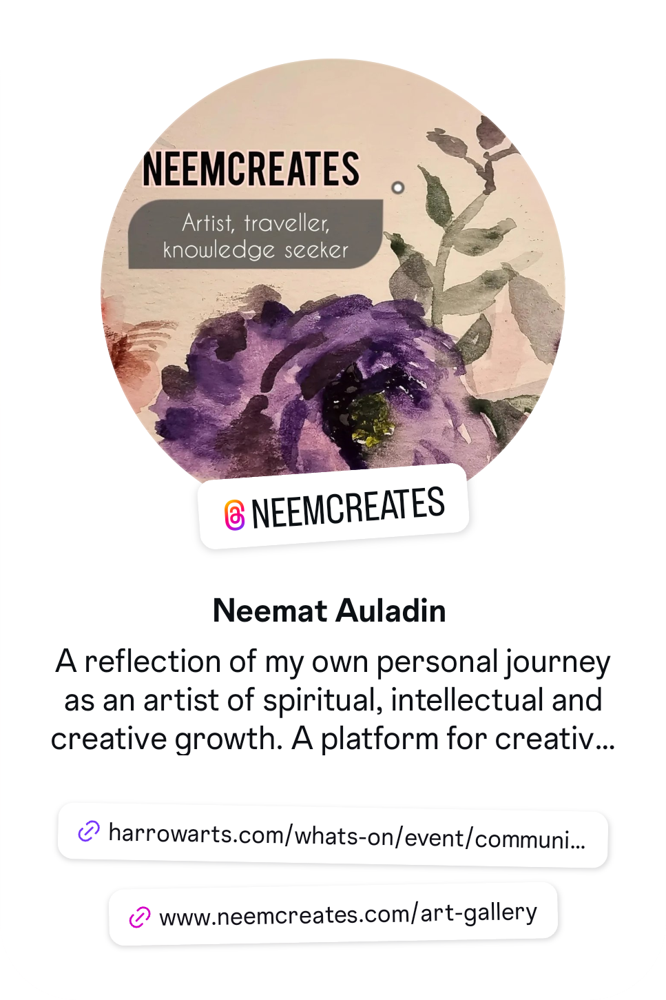 NEEMCREATES
Artist, traveller,
knowledge seeker
NEEMCREATES
Neemat Auladin
A reflection of my own personal journey
as an artist of spiritual, intellectual and
creative growth. A platform for creativ...
harrowarts.com/whats-on/event/communi...
www.neemcreates.com/art-gallery